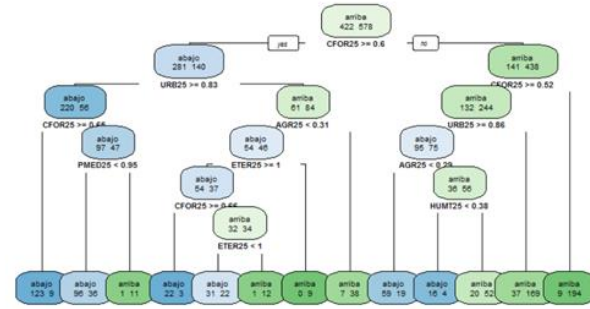 arriba
422 578
yes
CFOR25 >= 0.6
no
abajo
281 140
URB25 >= 0.83
arriba
141 438
CFOR25 >= 0.52
abajo
220 56
CFOR25 >= 0.65
arriba
61 84
AGR25 < 0.31
arriba
132 244
URB25 >= 0.86
abajo
97 47
PMED25 < 0.95
abajo
54 46
ETER25 >= 1
abajo
95 75
AGR25 < 0.29
abajo
54 37
CFOR25 >= 0.66
arriba
36 56
HUMT25 < 0.38
arriba
32 34
ETER25 < 1
abajo
123 9
abajo
96 36
arriba
1 11
abajo
22 3
abajo
31 22
arriba
1 12
arriba
0 9
arriba
7 38
abajo
59 19
abajo
16 4
arriba
20 52
arriba
37 169
arriba
9 194